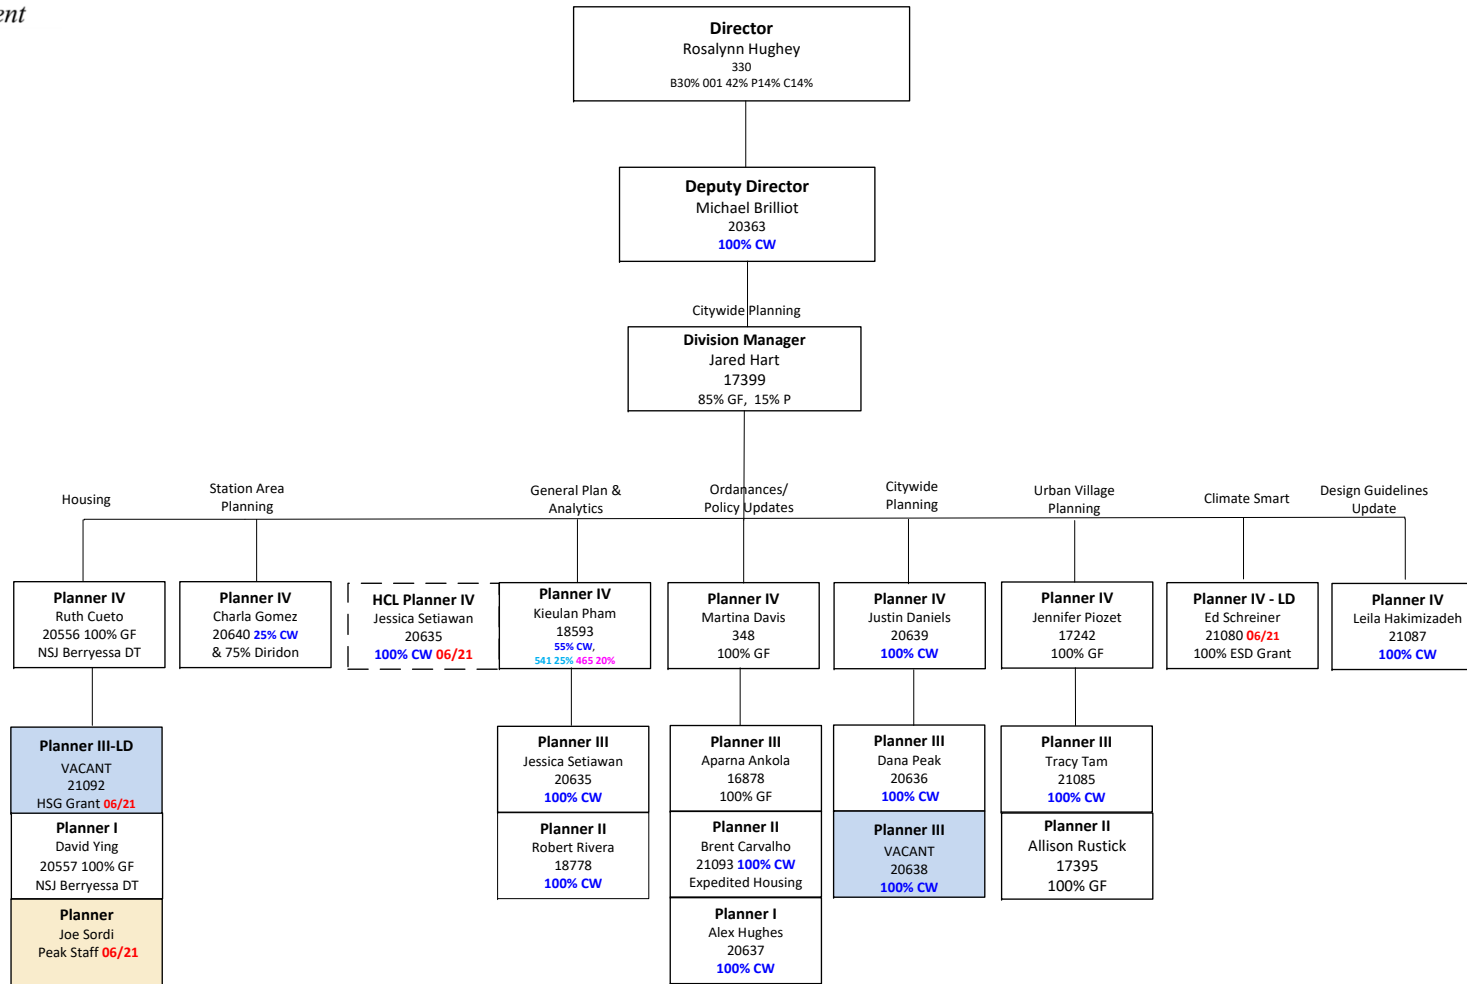 ent
Director
Rosalynn Hughey
330
B30% 001 42% P14% C14%
Deputy Director
Michael Brilliot
20363
100% CW
Citywide Planning
Division Manager
Jared Hart
17399
85% GF, 15% P
Housing
Station Area
Planning
General Plan &
Analytics
Ordanances/
Policy Updates
Citywide
Planning
Urban Village
Planning
Climate Smart
Design Guidelines
Update
Planner IV
Ruth Cueto
20556 100% GF
NSJ Berryessa DT
Planner IV
Charla Gomez
20640 25% CW
& 75% Diridon
HCL Planner IV
Jessica Setiawan
20635
100% CW 06/21
Planner IV
Kieulan Pham
18593
55% CW,
541 25% 465 20%
Planner IV
Martina Davis
348
100% GF
Planner IV
Justin Daniels
20639
100% CW
Planner IV
Jennifer Piozet
17242
100% GF
Planner IV - LD
Ed Schreiner
21080 06/21
100% ESD Grant
Planner IV
Leila Hakimizadeh
21087
100% CW
Planner III-LD
VACANT
21092
HSG Grant 06/21
Planner I
David Ying
20557 100% GF
NSJ Berryessa DT
Planner
Joe Sordi
Peak Staff 06/21
Planner III
Jessica Setiawan
20635
100% CW
Planner II
Robert Rivera
18778
100% CW
Planner III
Aparna Ankola
16878
100% GF
Planner II
Brent Carvalho
21093 100% CW
Expedited Housing
Planner I
Alex Hughes
20637
100% CW
Planner III
Dana Peak
20636
100% CW
Planner III
VACANT
20638
100% CW
Planner III
Tracy Tam
21085
100% CW
Planner II
Allison Rustick
17395
100% GF